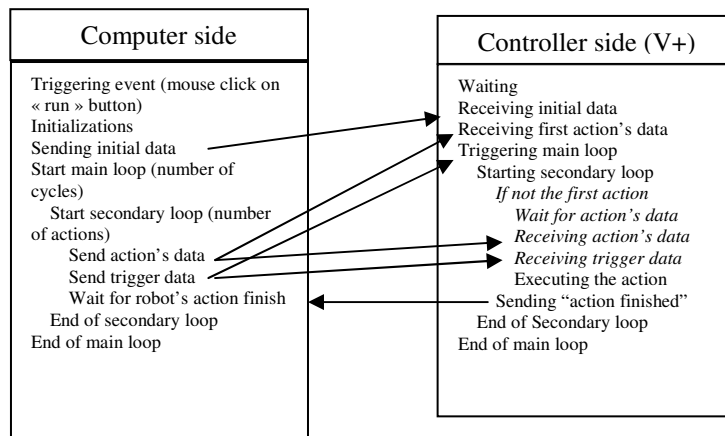 Computer side
Triggering event (mouse click on
« run » button)
Initializations
Sending initial data
Start main loop (number of
cycles)
Start secondary loop (number
of actions)
Send action's data
Send trigger data
Wait for robot's action finish
End of secondary loop
End of main loop
Controller side (V+)
Waiting
Receiving initial data
Receiving first action's data
Triggering main loop
Starting secondary loop
If not the first action
Wait for action's data
Receiving action's data
Receiving trigger data
Executing the action
Sending “action finished”
End of Secondary loop
End of main loop